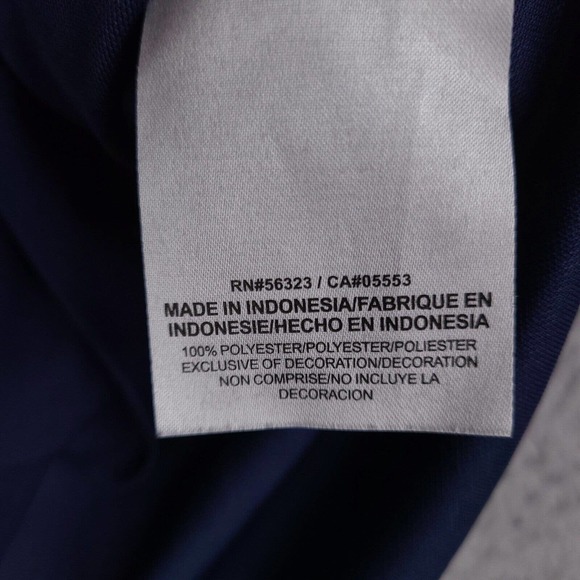 RN#56323 / CA#05553
MADE IN INDONESIA/FABRIQUE EN
INDONESIE/HECHO EN INDONESIA
100% POLYESTER/POLYESTER/POLIESTER
EXCLUSIVE OF DECORATION/DECORATION
NON COMPRISE/NO INCLUYE LA
DECORACION